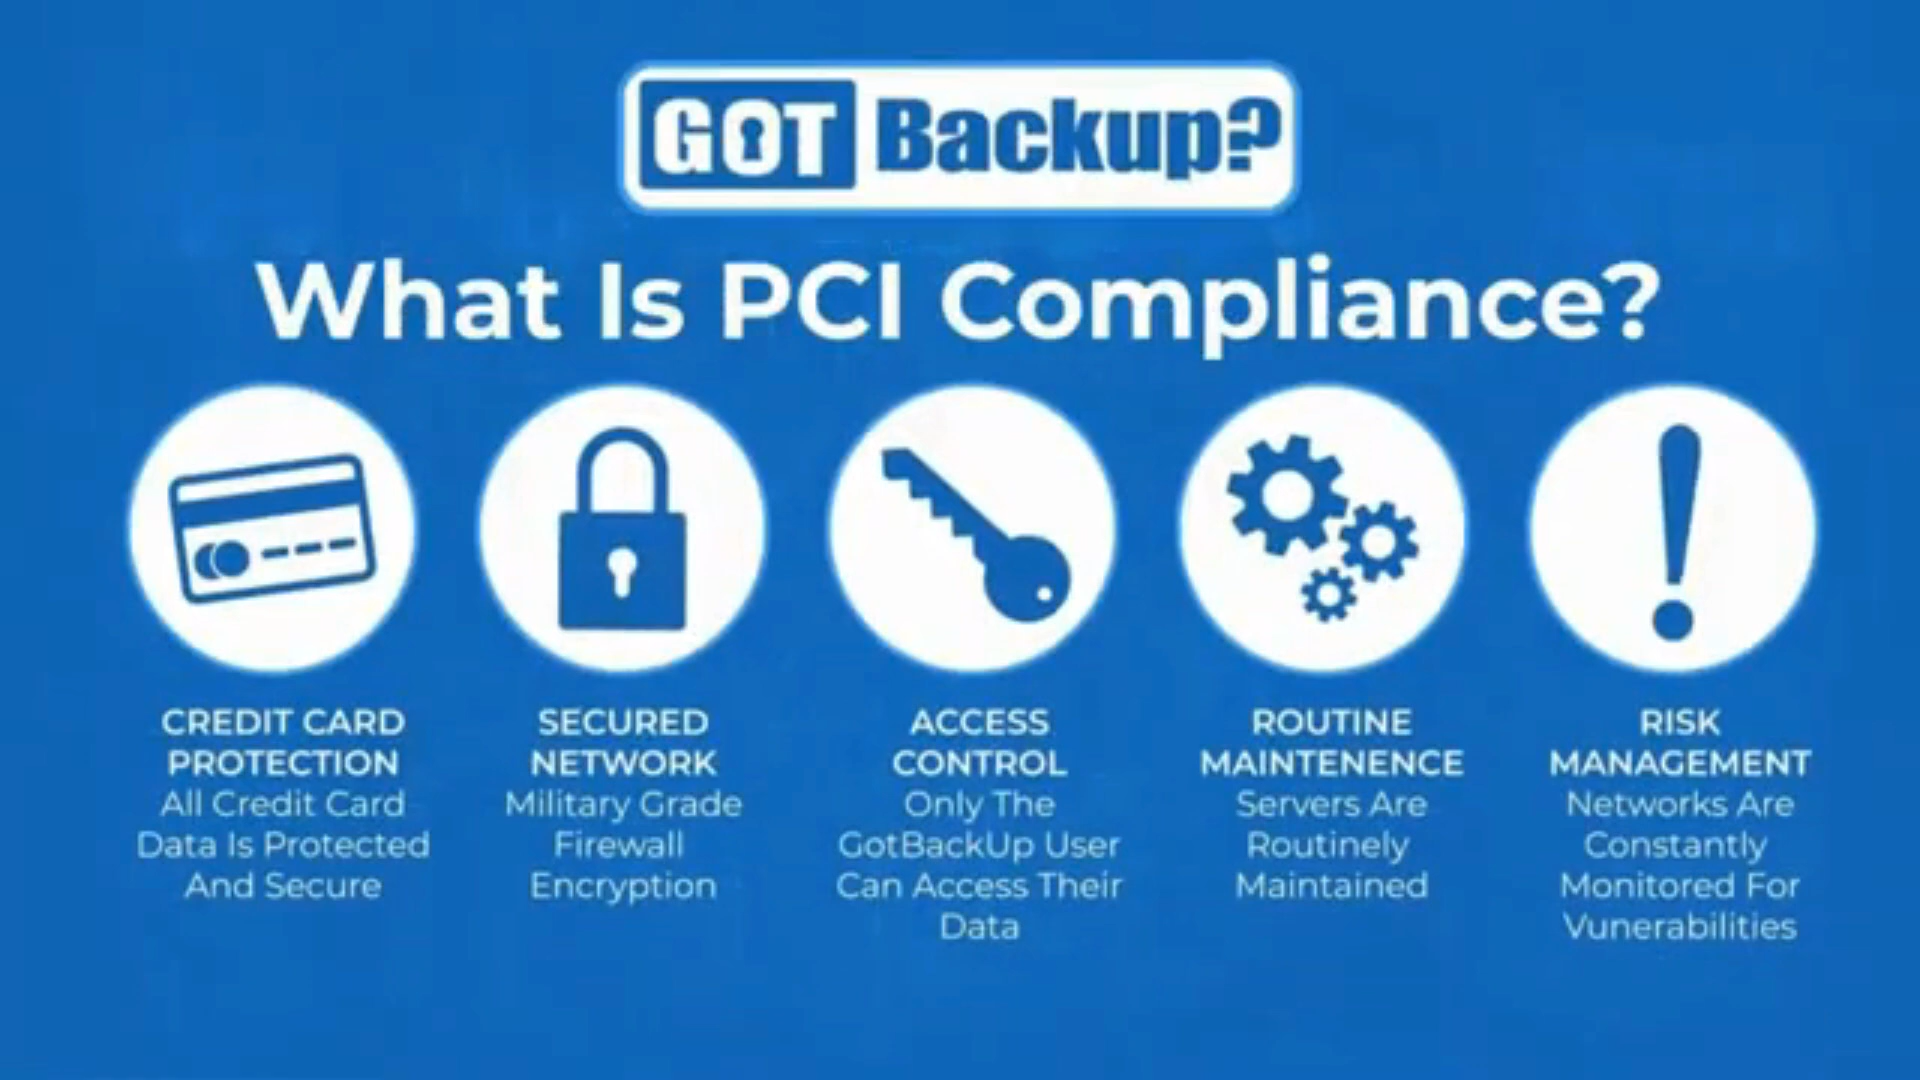 GOT Backup?
What Is PCI Compliance?
CREDIT CARD
PROTECTION
All Credit Card
Data Is Protected
And Secure
SECURED
NETWORK
Military Grade
Firewall
Encryption
ACCESS
CONTROL
Only The
GotBackUp User
Can Access Their
Data
ROUTINE
MAINTENENCE
Servers Are
Routinely
Maintained
RISK
MANAGEMENT
Networks Are
Constantly
Monitored For
Vunerabilities